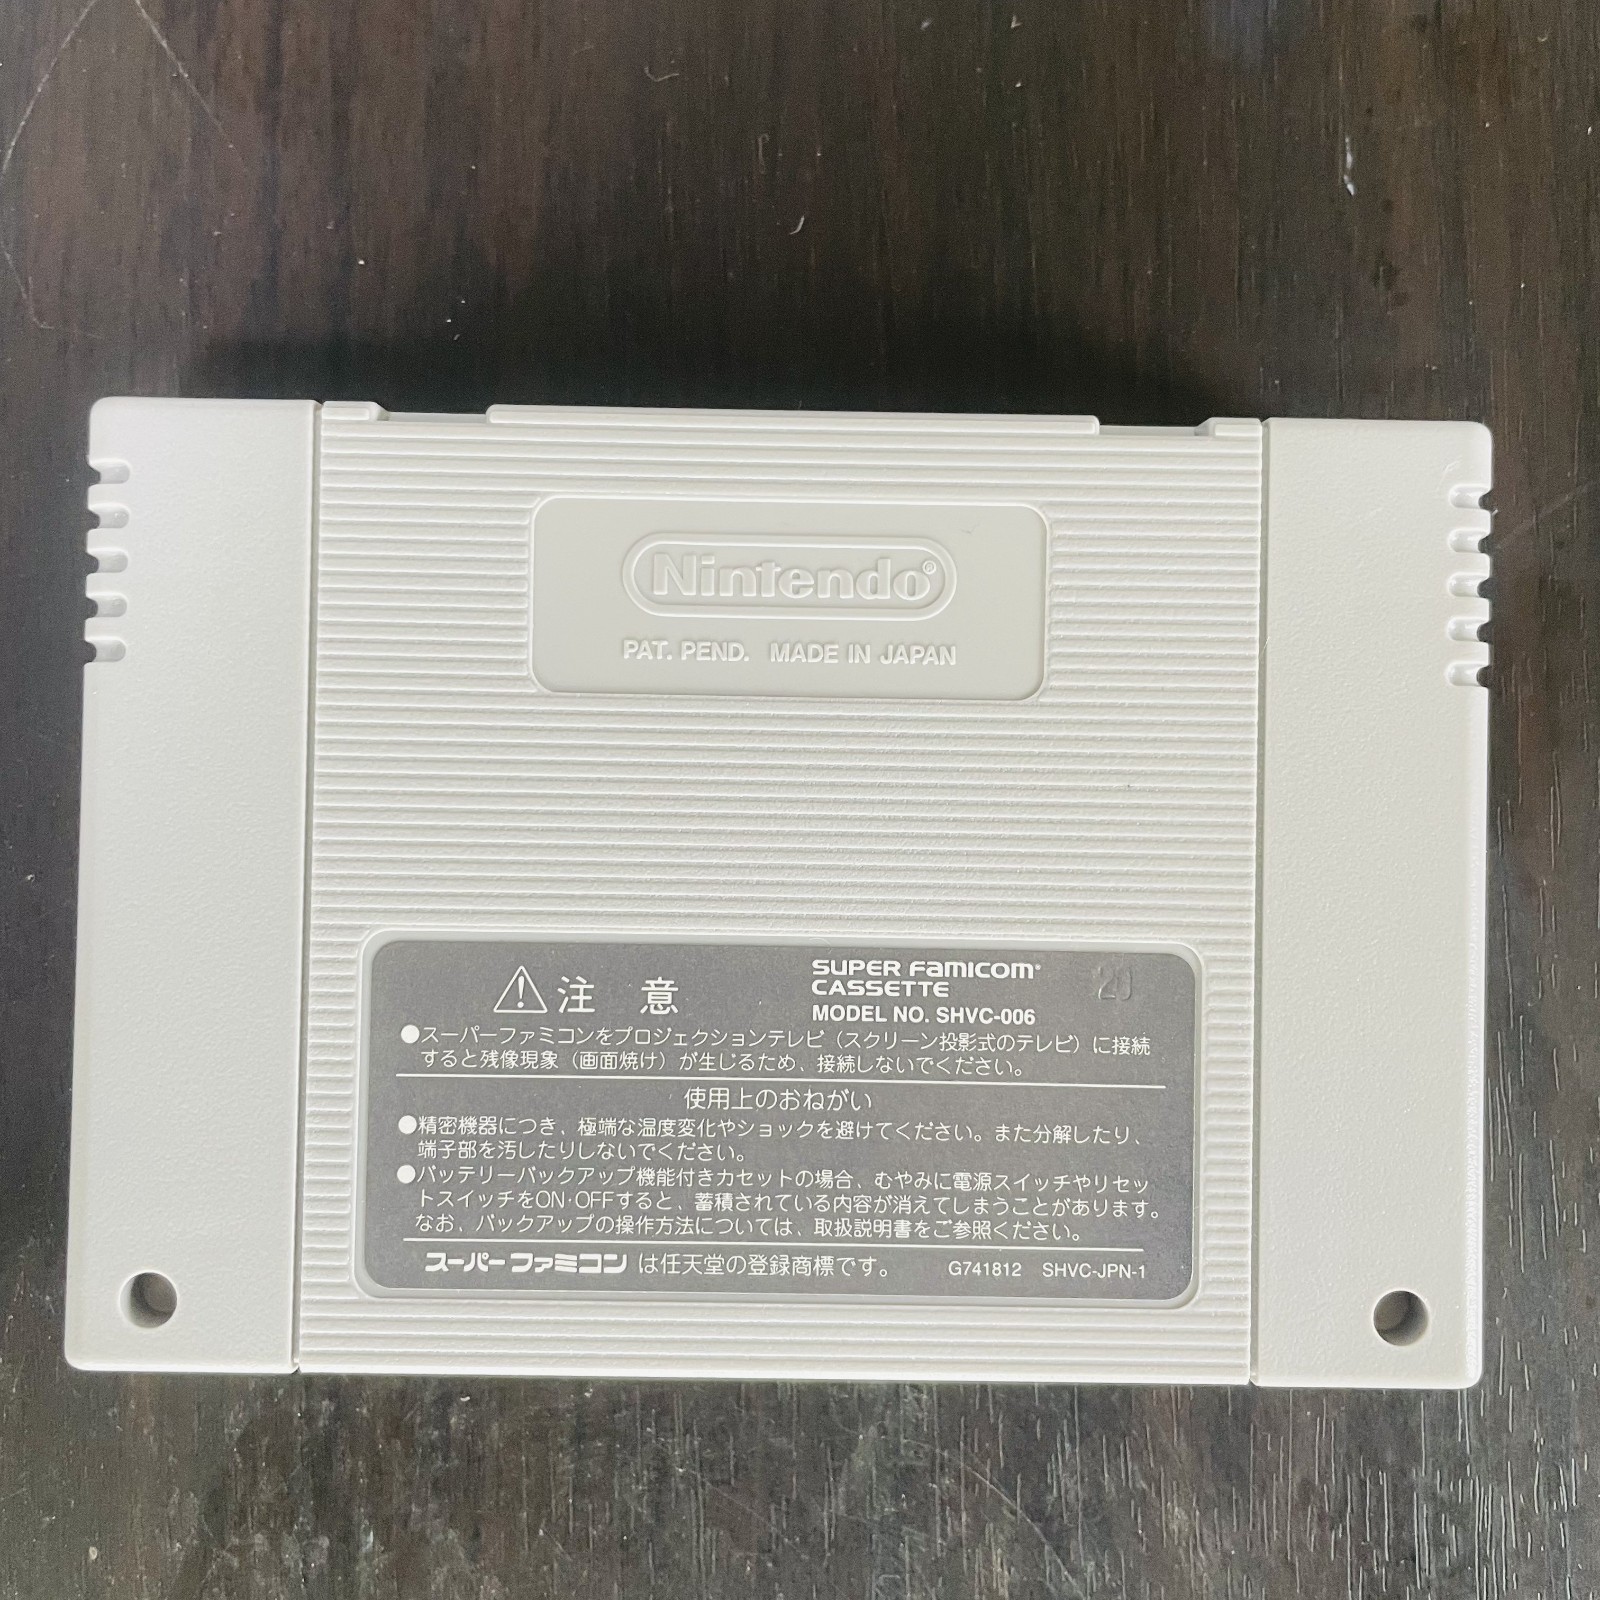 Nintendo®
PAT. PEND. MADE IN JAPAN
注 意
SUPER FAMICOM®
CASSETTE
MODEL NO. SHVC-006
20
●スーパーファミコンをプロジェクションテレビ(スクリーン投影式のテレビ)に接続
すると残像現象(画面焼け)が生じるため、接続しないでください。
使用上のおねがい
●精密機器につき、極端な温度変化やショックを避けてください。また分解したり、
端子部を汚したりしないでください。
●バッテリーバックアップ機能付きカセットの場合、むやみに電源スイッチやリセッ
トスイッチをON・OFFすると、蓄積されている内容が消えてしまうことがあります。
なお、バックアップの操作方法については、取扱説明書をご参照ください。
スーパーファミコン は任天堂の登録商標です。 G741812 SHVC-JPN-1